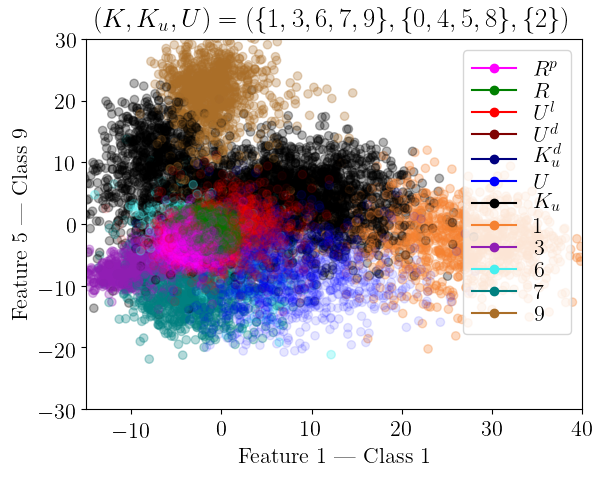 (K, K_u, U) = ({1, 3, 6, 7, 9}, {0, 4, 5, 8}, {2})
30
20
10
0
−10
−20
−30
Feature 5 — Class 9
R^p
R
U^l
U^d
K_u^d
U
K_u
1
3
6
7
9
−10
0
10
20
30
40
Feature 1 — Class 1